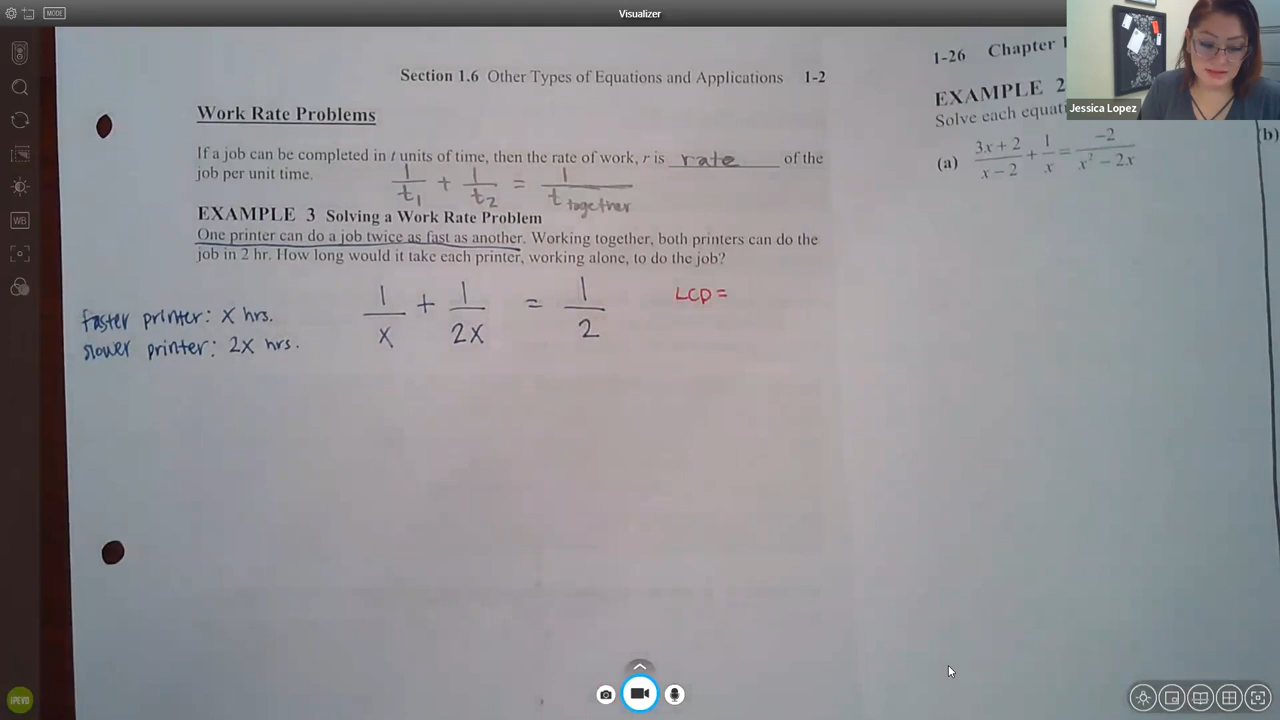 MODE
Visualizer
Jessica Lopez
WB
IPEVO
Section 1.6 Other Types of Equations and Applications 1-2
Work Rate Problems
If a job can be completed in t units of time, then the rate of work, r is rate of the
job per unit time.
1/t₁ + 1/t₂ = 1/t together
EXAMPLE 3 Solving a Work Rate Problem
One printer can do a job twice as fast as another. Working together, both printers can do the
job in 2 hr. How long would it take each printer, working alone, to do the job?
faster printer: x hrs.
slower printer: 2x hrs.
1/x + 1/2x = 1/2
LCD =
1-26 Chapter
EXAMPLE 2
Solve each equat
(a) 3x + 2/x − 2 + 1/x = −2/x² − 2x
(b)